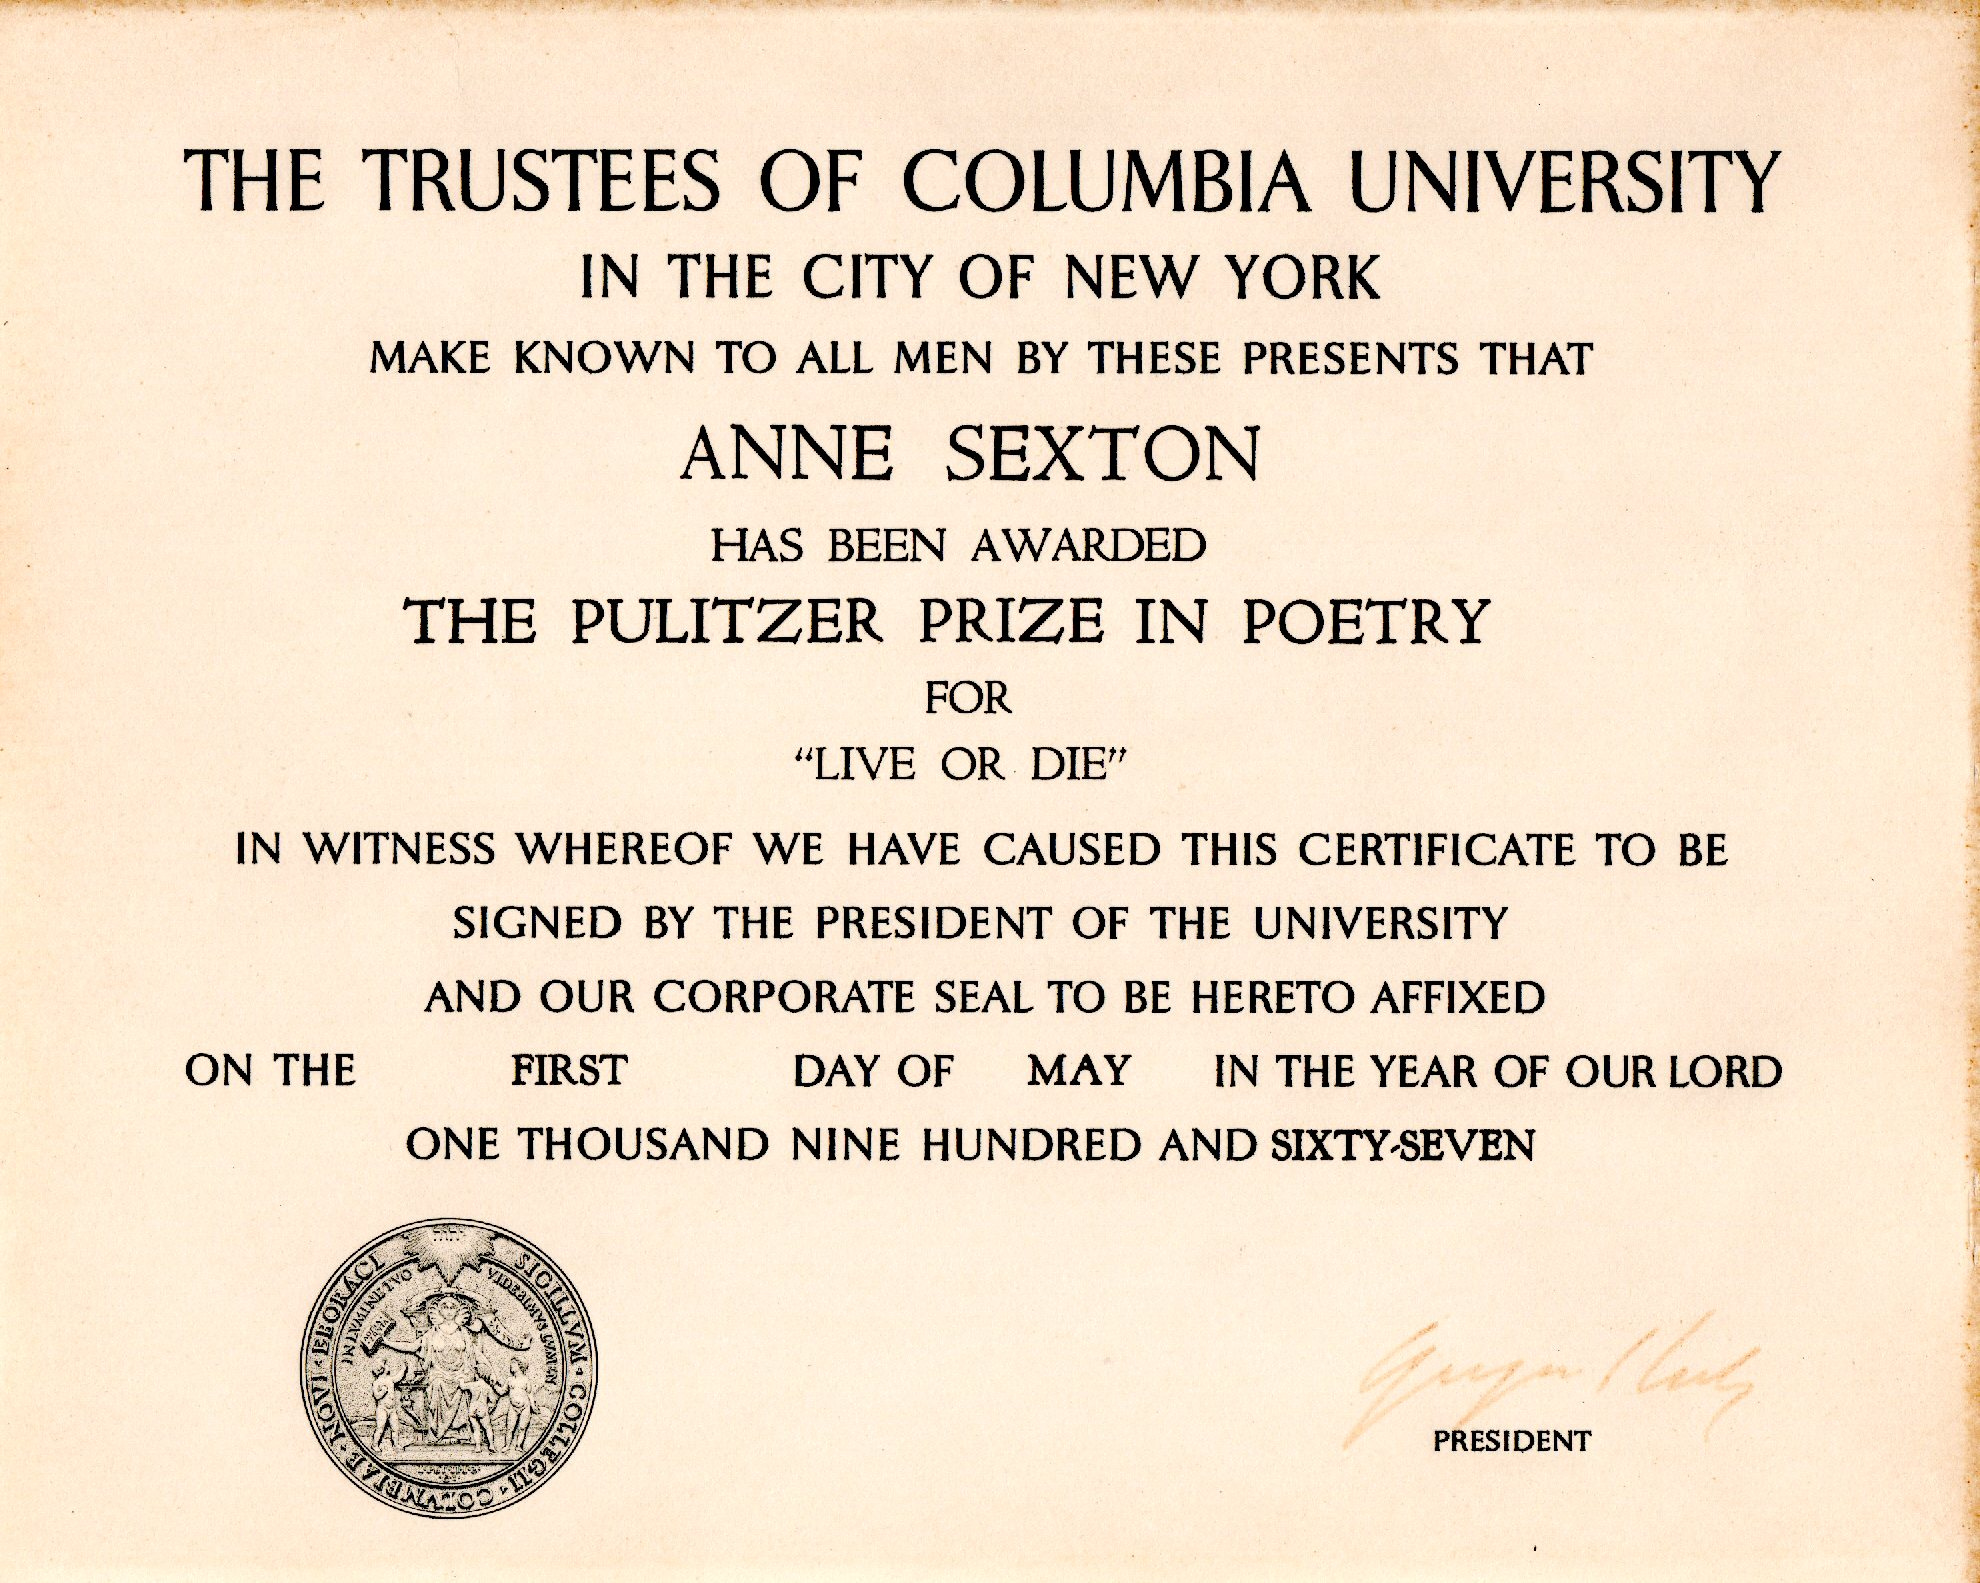 THE TRUSTEES OF COLUMBIA UNIVERSITY
IN THE CITY OF NEW YORK
MAKE KNOWN TO ALL MEN BY THESE PRESENTS THAT
ANNE SEXTON
HAS BEEN AWARDED
THE PULITZER PRIZE IN POETRY
FOR
“LIVE OR DIE”
IN WITNESS WHEREOF WE HAVE CAUSED THIS CERTIFICATE TO BE
SIGNED BY THE PRESIDENT OF THE UNIVERSITY
AND OUR CORPORATE SEAL TO BE HERETO AFFIXED
ON THE FIRST DAY OF MAY IN THE YEAR OF OUR LORD
ONE THOUSAND NINE HUNDRED AND SIXTY-SEVEN
SIGILLVM · COLLEGII · COLVMBIAE · NOVI · EBORACI
IN LVMINE TVO VIDEBIMVS LVMEN
יהוה
PRESIDENT